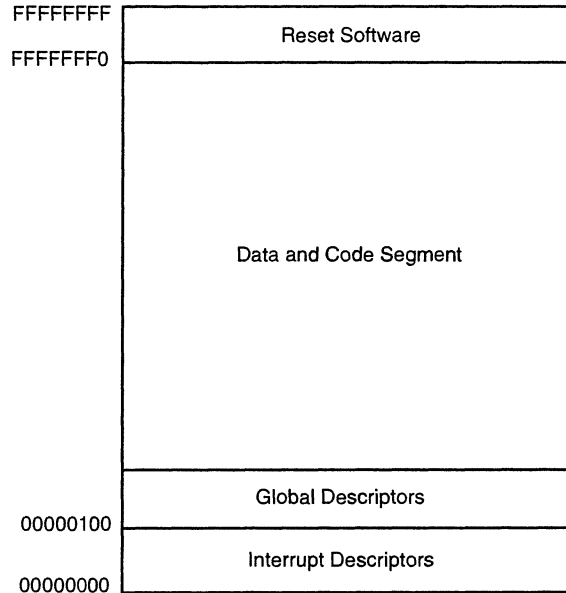 FFFFFFFF
Reset Software
FFFFFFF0
Data and Code Segment
Global Descriptors
00000100
Interrupt Descriptors
00000000